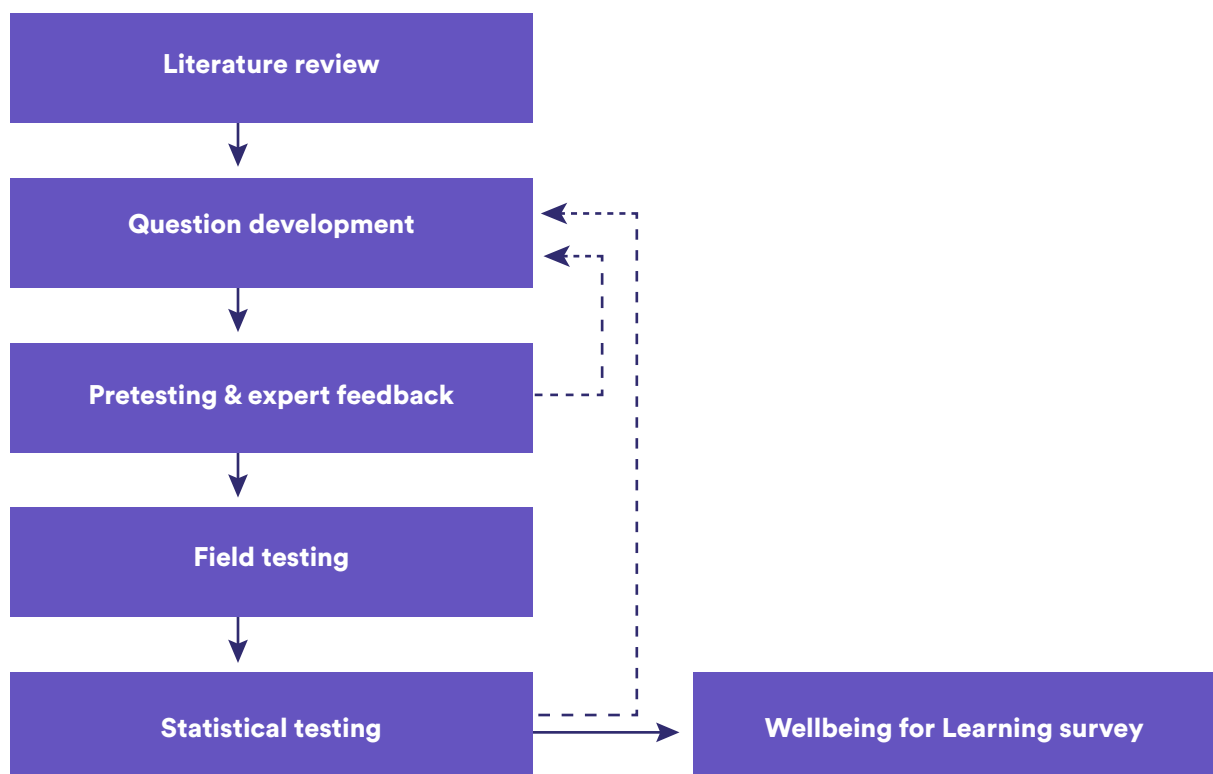 Literature review
Question development
Pretesting & expert feedback
Field testing
Statistical testing
Wellbeing for Learning survey